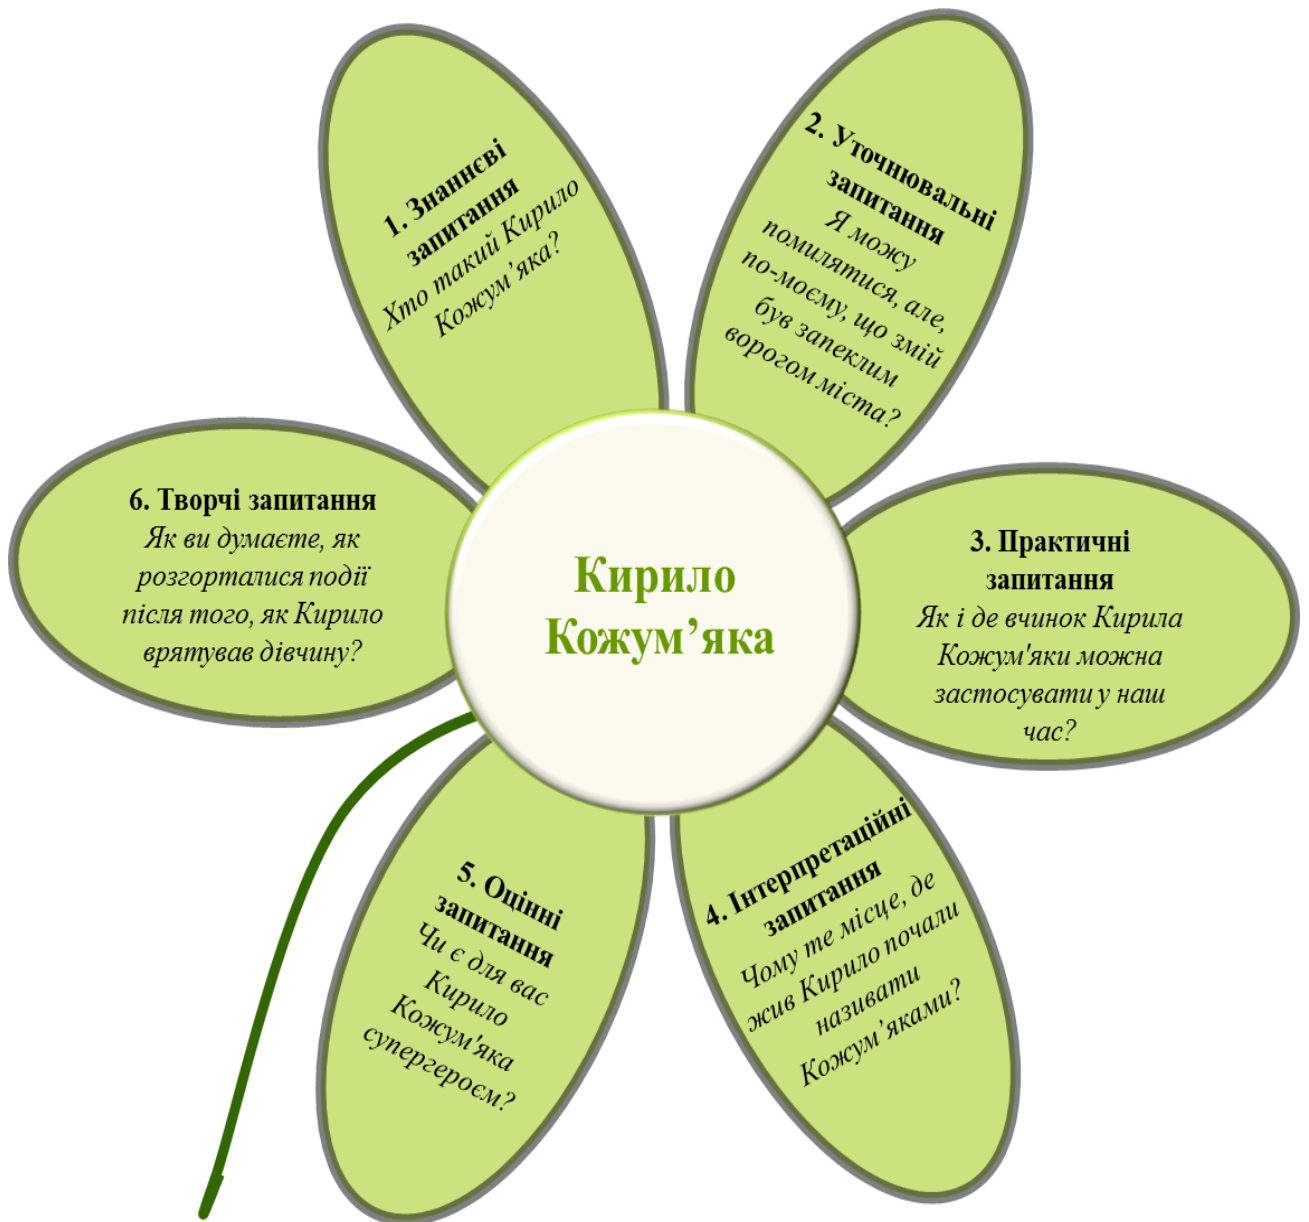 Кирило
Кожум’яка
1. Знаннєві
запитання
Хто такий Кирило
Кожум’яка?
2. Уточнювальні
запитання
Я можу
помилятися, але,
по-моєму, що змій
був запеклим
ворогом міста?
3. Практичні
запитання
Як і де вчинок Кирила
Кожум'яки можна
застосувати у наш
час?
4. Інтерпретаційні
запитання
Чому те місце, де
жив Кирило почали
називати
Кожум’яками?
5. Оцінні
запитання
Чи є для вас
Кирило
Кожум'яка
супергероєм?
6. Творчі запитання
Як ви думаєте, як
розгорталися події
після того, як Кирило
врятував дівчину?